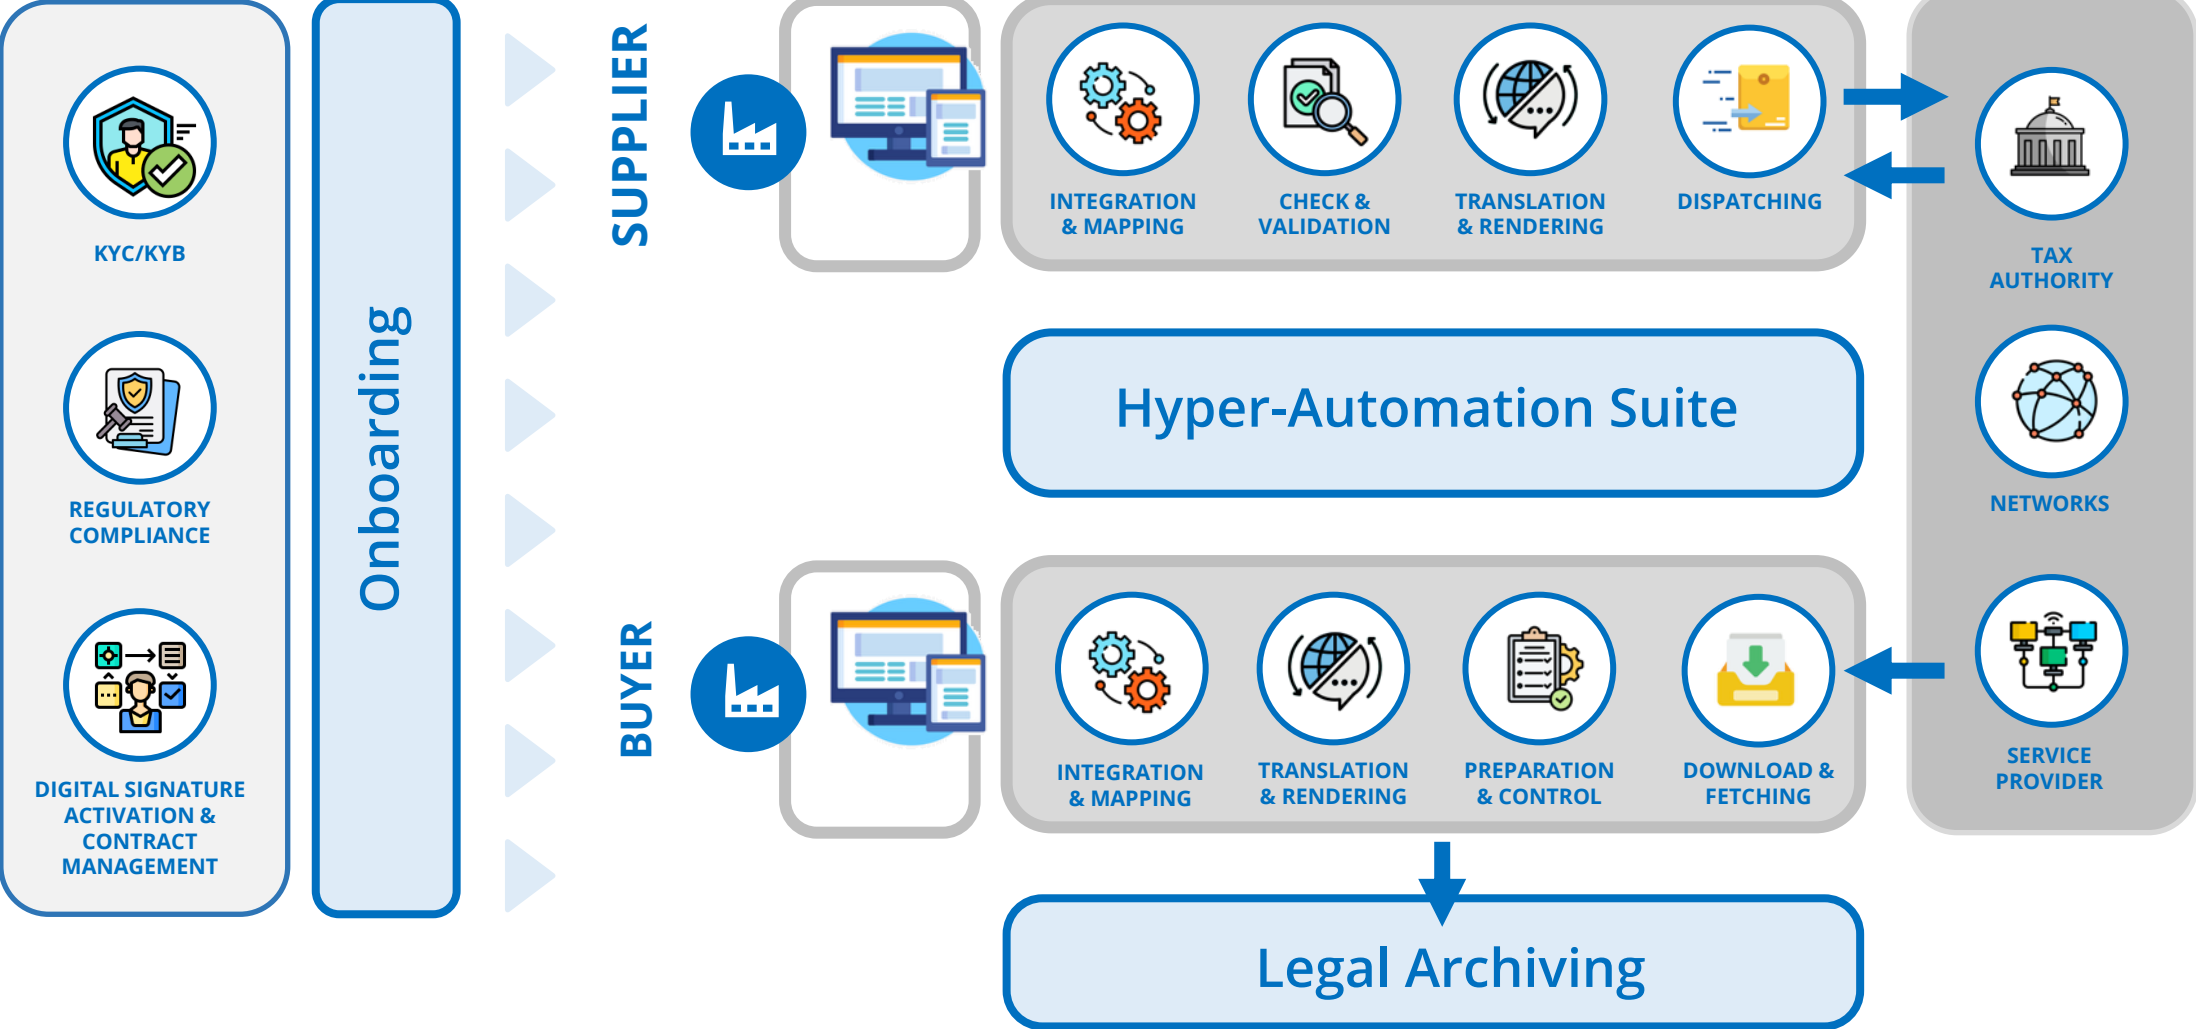 KYC/KYB
REGULATORY
COMPLIANCE
DIGITAL SIGNATURE
ACTIVATION &
CONTRACT
MANAGEMENT
Onboarding
SUPPLIER
INTEGRATION
& MAPPING
CHECK &
VALIDATION
TRANSLATION
& RENDERING
DISPATCHING
Hyper-Automation Suite
BUYER
INTEGRATION
& MAPPING
TRANSLATION
& RENDERING
PREPARATION
& CONTROL
DOWNLOAD &
FETCHING
Legal Archiving
TAX
AUTHORITY
NETWORKS
SERVICE
PROVIDER